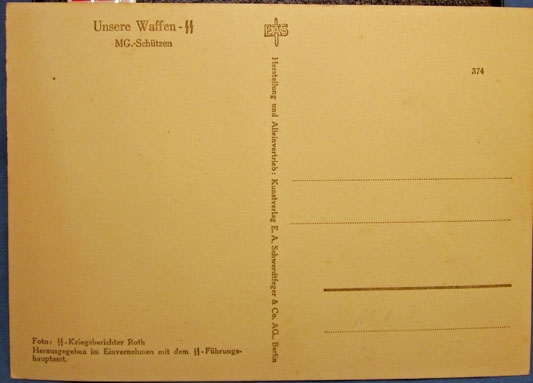 Unsere Waffen-ᛋᛋ
MG.-Schützen
EAS
374
Herstellung und Alleinvertrieb: Kunstverlag E. A. Schwerdtfeger & Co. AG., Berlin
Foto: ᛋᛋ-Kriegsberichter Roth
Herausgegeben im Einvernehmen mit dem ᛋᛋ-Führungs-
hauptamt.